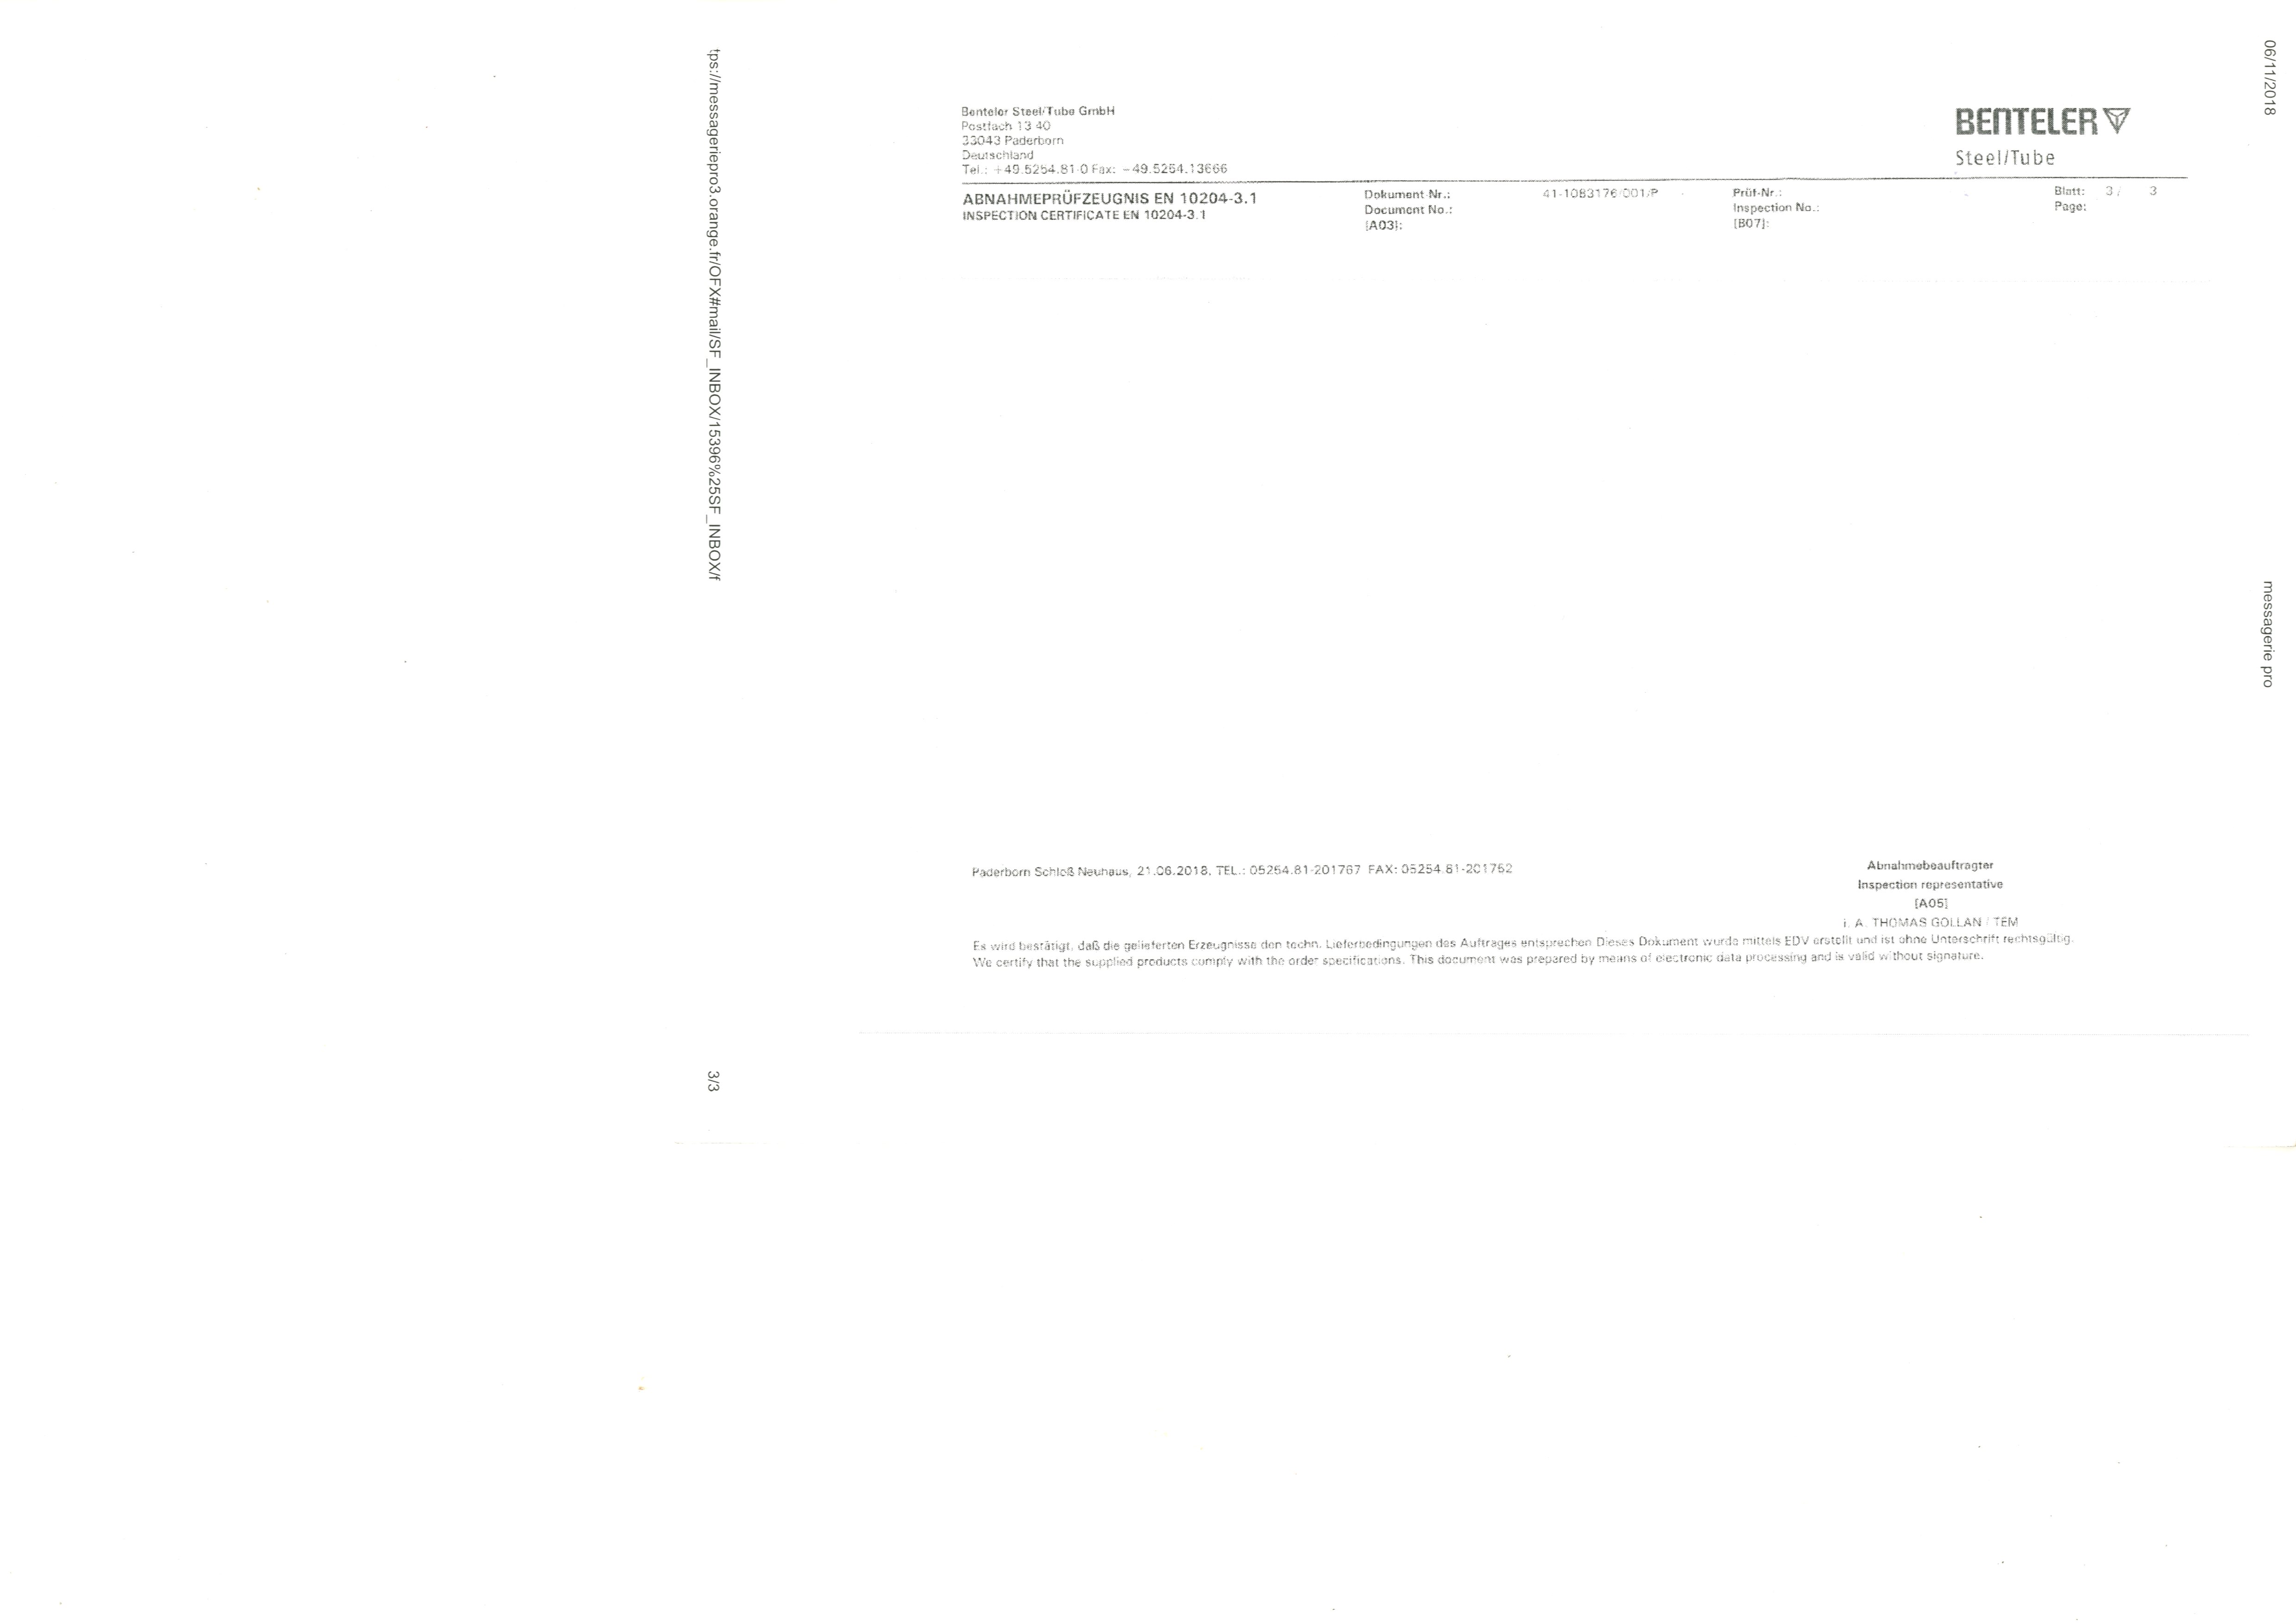 06/11/2018
messagerie pro
Benteler Steel/Tube GmbH
Postfach 13 40
33043 Paderborn
Deutschland
Tel.: +49.5254.81-0 Fax: +49.5254.13666
BENTELER
Steel/Tube
ABNAHMEPRÜFZEUGNIS EN 10204-3.1
INSPECTION CERTIFICATE EN 10204-3.1
Dokument-Nr.: 41-1083176/001/P
Document No.:
[A03]:
Prüf-Nr.:
Inspection No.:
[B07]:
Blatt: 3 / 3
Page:
Paderborn Schloß Neuhaus, 21.06.2018, TEL.: 05254.81-201767 FAX: 05254.81-201762
Abnahmebeauftragter
Inspection representative
[A05]
i. A. THOMAS GOLLAN / TEM
Es wird bestätigt, daß die gelieferten Erzeugnisse den techn. Lieferbedingungen des Auftrages entsprechen Dieses Dokument wurde mittels EDV erstellt und ist ohne Unterschrift rechtsgültig.
We certify that the supplied products comply with the order specifications. This document was prepared by means of electronic data processing and is valid without signature.
tps://messageriepro3.orange.fr/OFX#mail/SF_INBOX/15396%25SF_INBOX/f
3/3